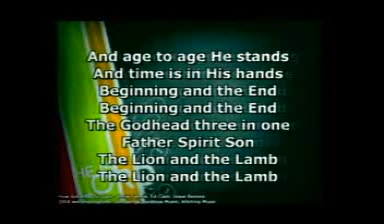 And age to age He stands
And time is in His hands
Beginning and the End
Beginning and the End
The Godhead three in one
Father Spirit Son
The Lion and the Lamb
The Lion and the Lamb